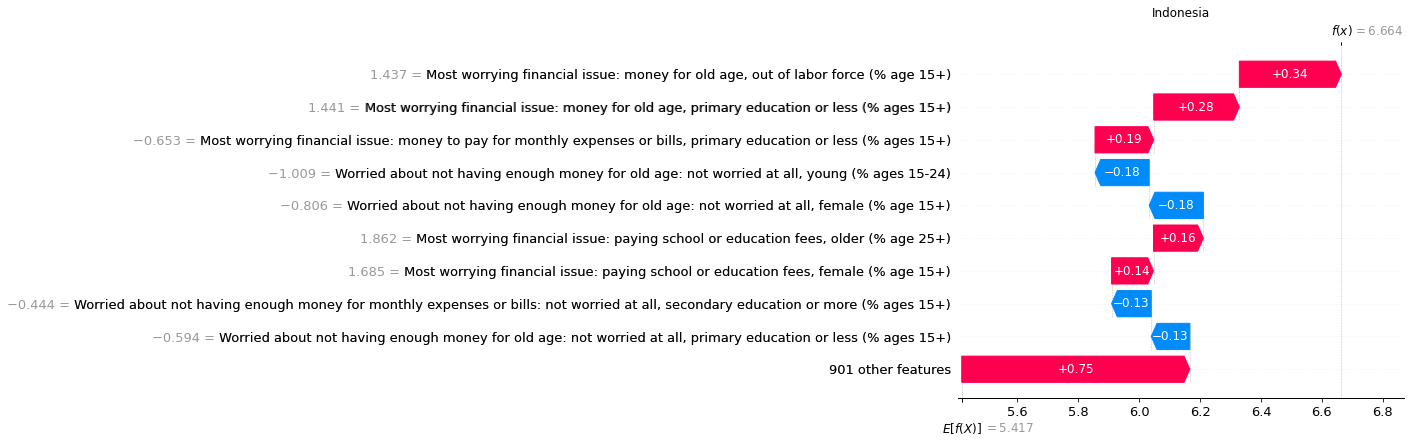 Indonesia
f(x) = 6.664
1.437 = Most worrying financial issue: money for old age, out of labor force (% age 15+)
+0.34
1.441 = Most worrying financial issue: money for old age, primary education or less (% ages 15+)
+0.28
−0.653 = Most worrying financial issue: money to pay for monthly expenses or bills, primary education or less (% ages 15+)
+0.19
−1.009 = Worried about not having enough money for old age: not worried at all, young (% ages 15-24)
−0.18
−0.806 = Worried about not having enough money for old age: not worried at all, female (% age 15+)
−0.18
1.862 = Most worrying financial issue: paying school or education fees, older (% age 25+)
+0.16
1.685 = Most worrying financial issue: paying school or education fees, female (% age 15+)
+0.14
−0.444 = Worried about not having enough money for monthly expenses or bills: not worried at all, secondary education or more (% ages 15+)
−0.13
−0.594 = Worried about not having enough money for old age: not worried at all, primary education or less (% ages 15+)
−0.13
901 other features
+0.75
5.6 5.8 6.0 6.2 6.4 6.6 6.8
E[f(X)] = 5.417